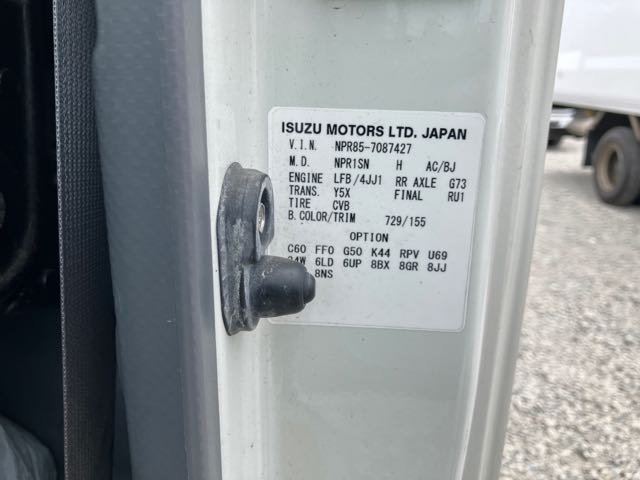 ISUZU MOTORS LTD. JAPAN
V.I.N. NPR85-7087427
M.D. NPR1SN H AC/BJ
ENGINE LFB/4JJ1 RR AXLE G73
TRANS. Y5X FINAL RU1
TIRE CVB
B.COLOR/TRIM 729/155
OPTION
C60 FF0 G50 K44 RPV U69
6LD 6UP 8BX 8GR 8JJ
8NS